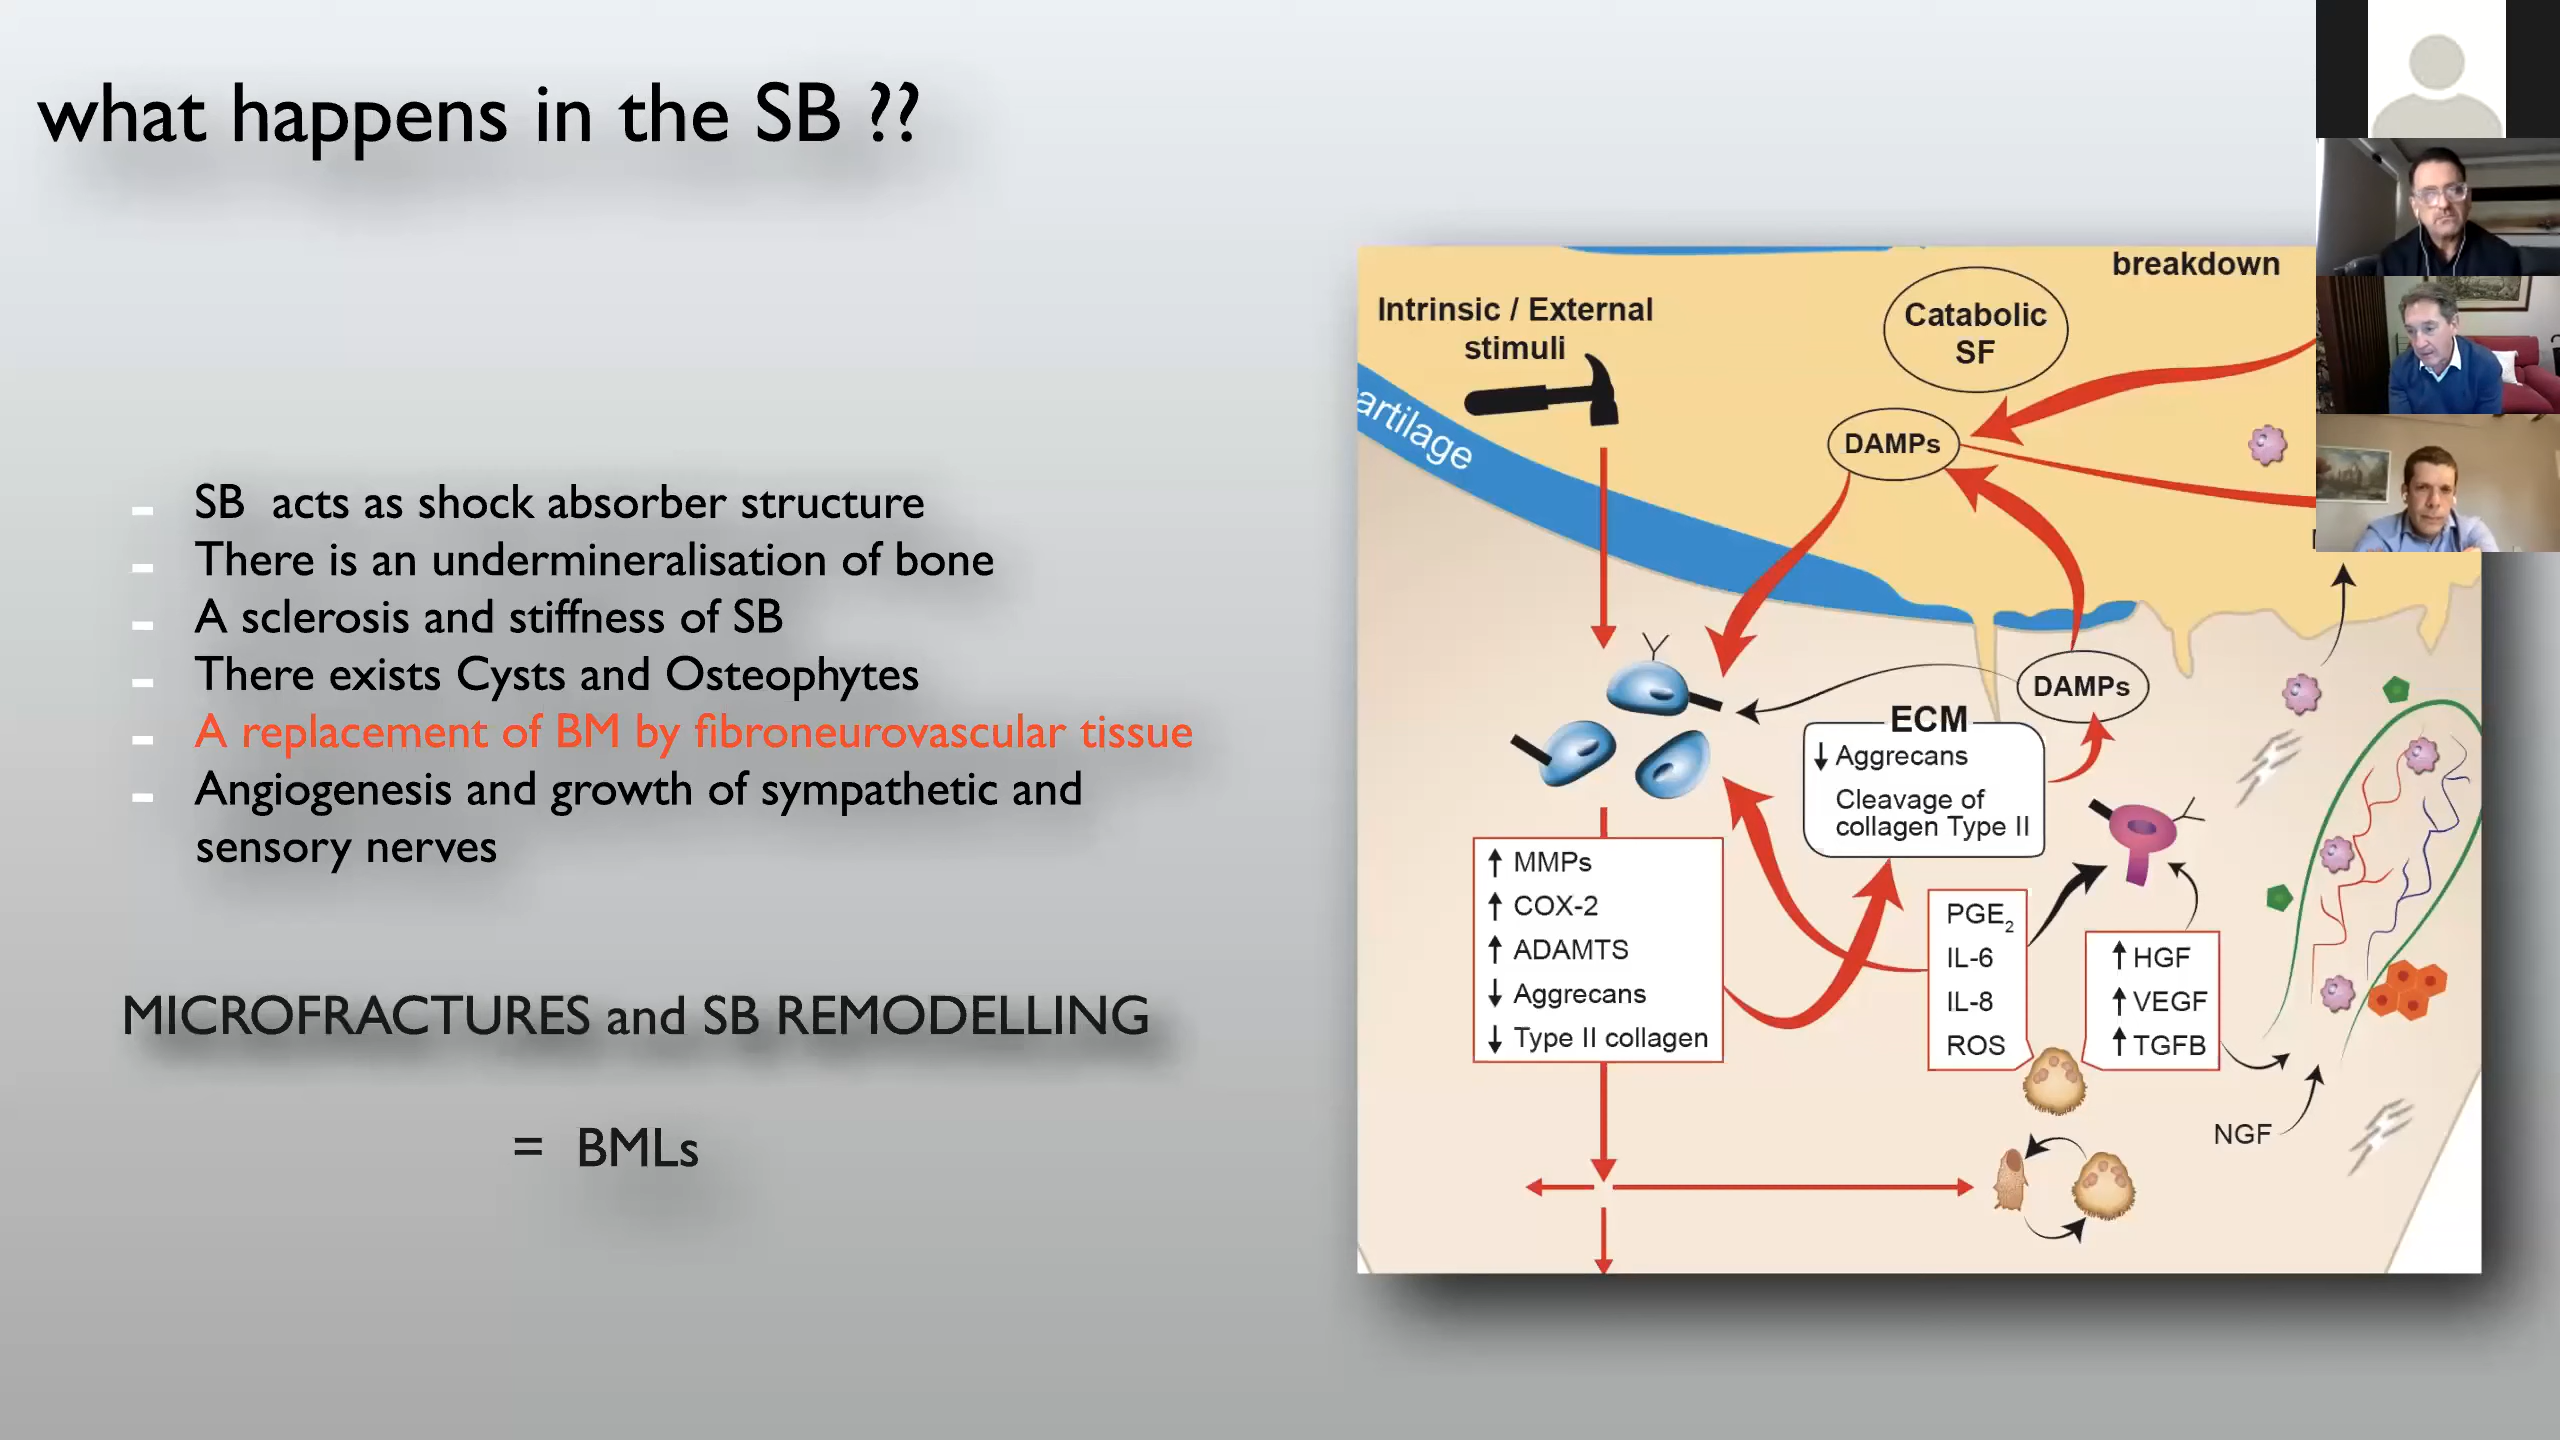 what happens in the SB ??
SB acts as shock absorber structure
There is an undermineralisation of bone
A sclerosis and stiffness of SB
There exists Cysts and Osteophytes
A replacement of BM by fibroneurovascular tissue
Angiogenesis and growth of sympathetic and
sensory nerves
MICROFRACTURES and SB REMODELLING
= BMLs
breakdown
Intrinsic / External
stimuli
Catabolic
SF
artilage
DAMPs
DAMPs
ECM
↓ Aggrecans
Cleavage of
collagen Type II
↑ MMPs
↑ COX-2
↑ ADAMTS
↓ Aggrecans
↓ Type II collagen
PGE2
IL-6
IL-8
ROS
↑ HGF
↑ VEGF
↑ TGFB
NGF